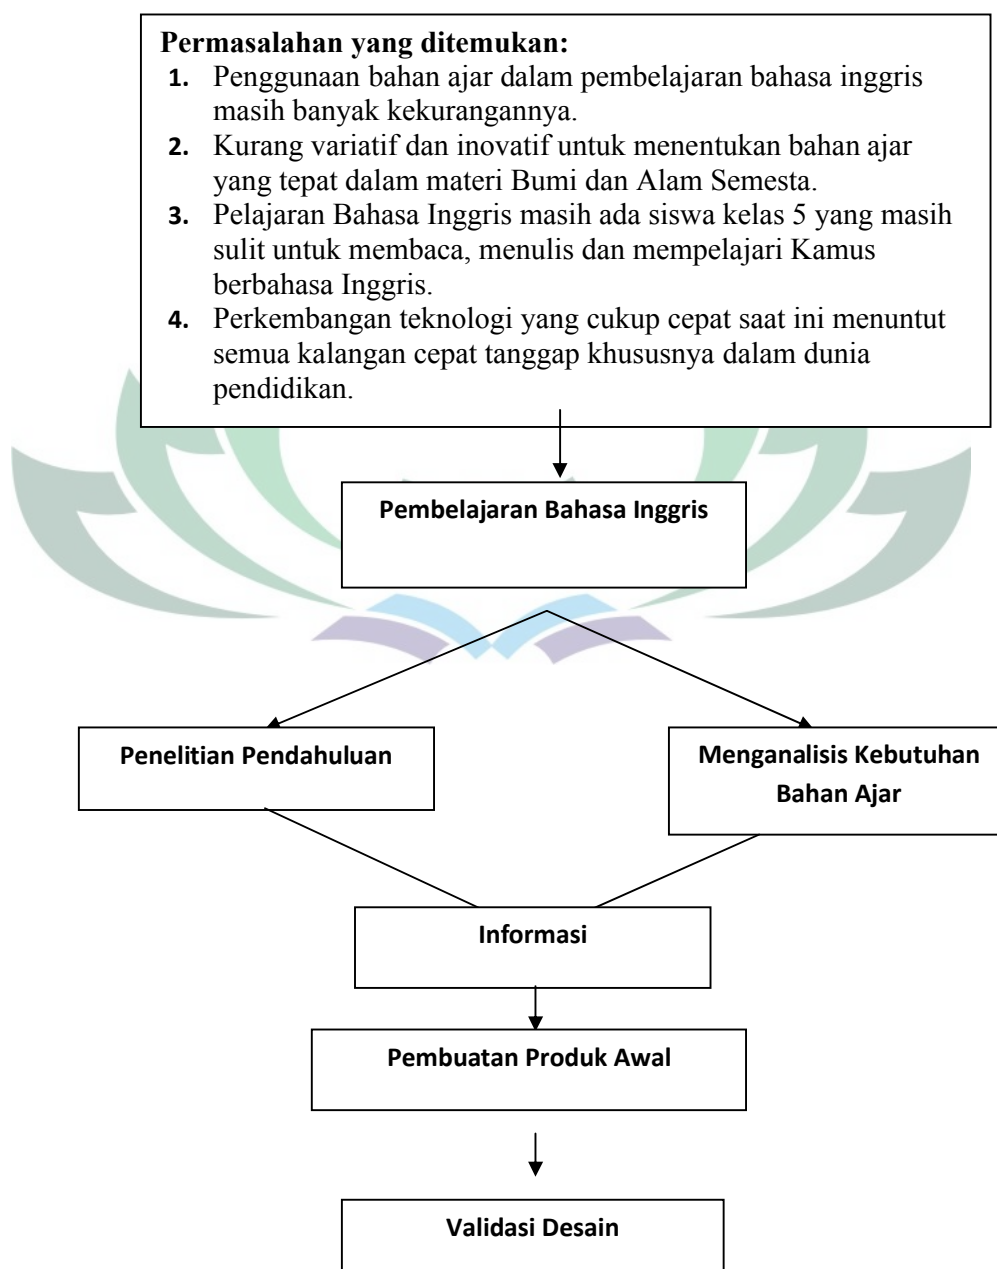 Permasalahan yang ditemukan:
1. Penggunaan bahan ajar dalam pembelajaran bahasa inggris
masih banyak kekurangannya.
2. Kurang variatif dan inovatif untuk menentukan bahan ajar
yang tepat dalam materi Bumi dan Alam Semesta.
3. Pelajaran Bahasa Inggris masih ada siswa kelas 5 yang masih
sulit untuk membaca, menulis dan mempelajari Kamus
berbahasa Inggris.
4. Perkembangan teknologi yang cukup cepat saat ini menuntut
semua kalangan cepat tanggap khususnya dalam dunia
pendidikan.
Pembelajaran Bahasa Inggris
Penelitian Pendahuluan
Menganalisis Kebutuhan
Bahan Ajar
Informasi
Pembuatan Produk Awal
Validasi Desain